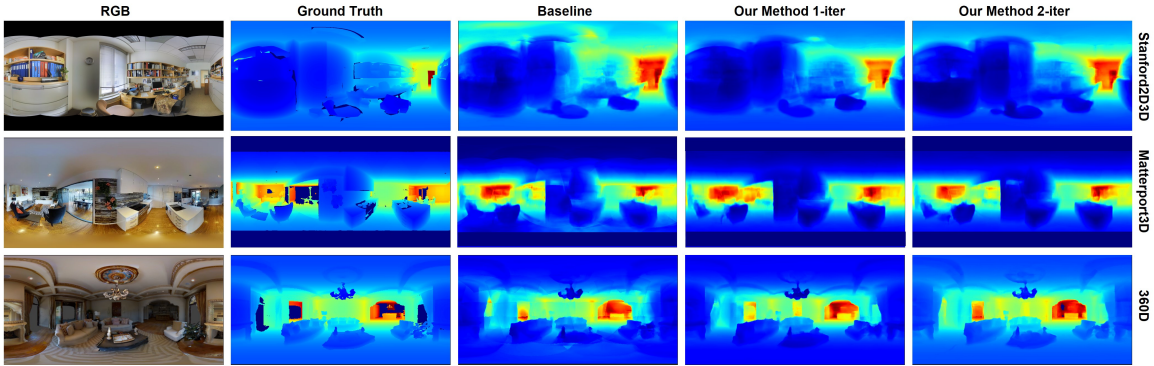 RGB
Ground Truth
Baseline
Our Method 1-iter
Our Method 2-iter
Stanford2D3D
Matterport3D
360D